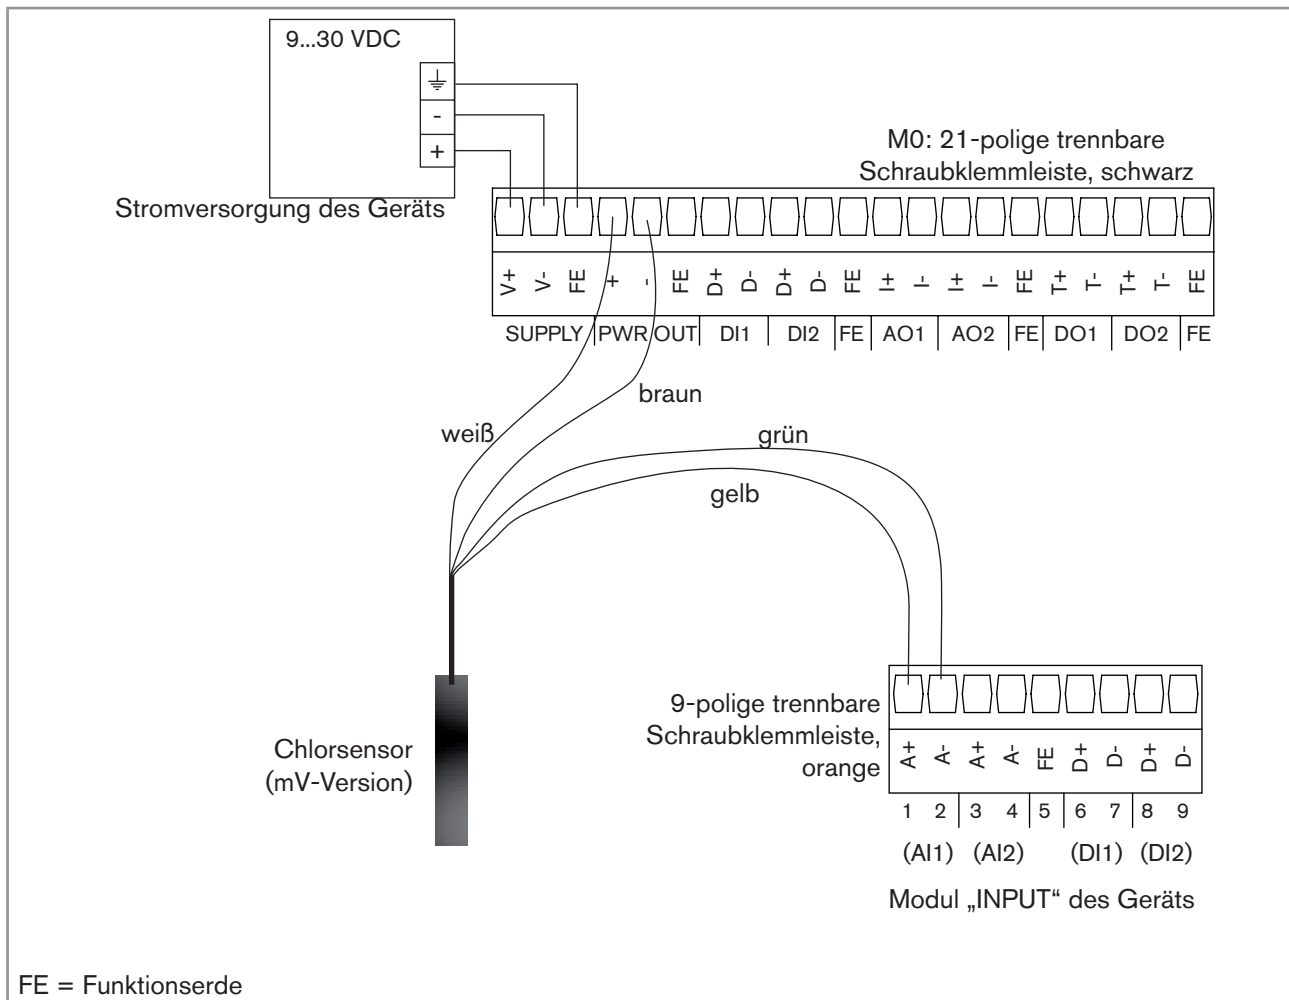 9...30 VDC
-
+
Stromversorgung des Geräts
M0: 21-polige trennbare
Schraubklemmleiste, schwarz
V+ V- FE + - FE D+ D- D+ D- FE I+ I- I+ I- FE T+ T- T+ T- FE
SUPPLY PWR OUT DI1 DI2 FE AO1 AO2 FE DO1 DO2 FE
braun
weiß
grün
gelb
9-polige trennbare
Schraubklemmleiste,
orange
A+ A- A+ A- FE D+ D- D+ D-
1 2 3 4 5 6 7 8 9
(AI1) (AI2) (DI1) (DI2)
Modul „INPUT“ des Geräts
Chlorsensor
(mV-Version)
FE = Funktionserde